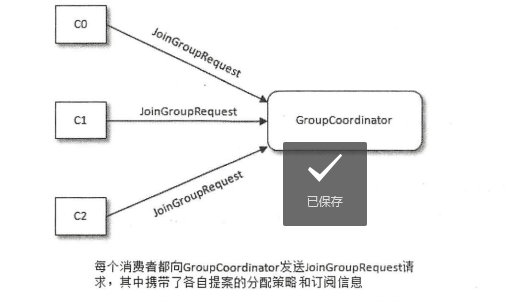 C0
JoinGroupRequest
C1
JoinGroupRequest
GroupCoordinator
C2
JoinGroupRequest
已保存
每个消费者都向GroupCoordinator发送JoinGroupRequest请
求，其中携带了各自提案的分配策略和订阅信息